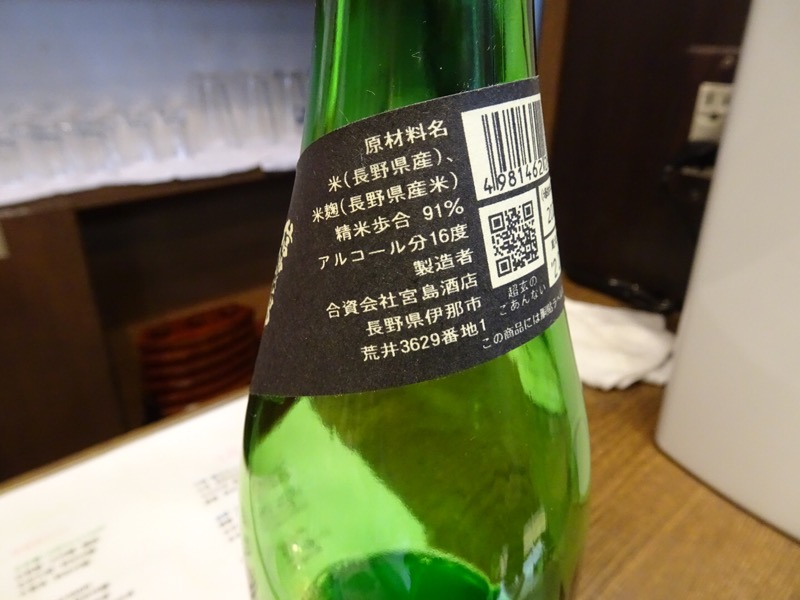 原材料名
米(長野県産)、
米麹(長野県産米)
精米歩合 91%
アルコール分16度
製造者
合資会社宮島酒店
長野県伊那市
荒井3629番地1
4981462
超玄の
ごあんない
この商品には